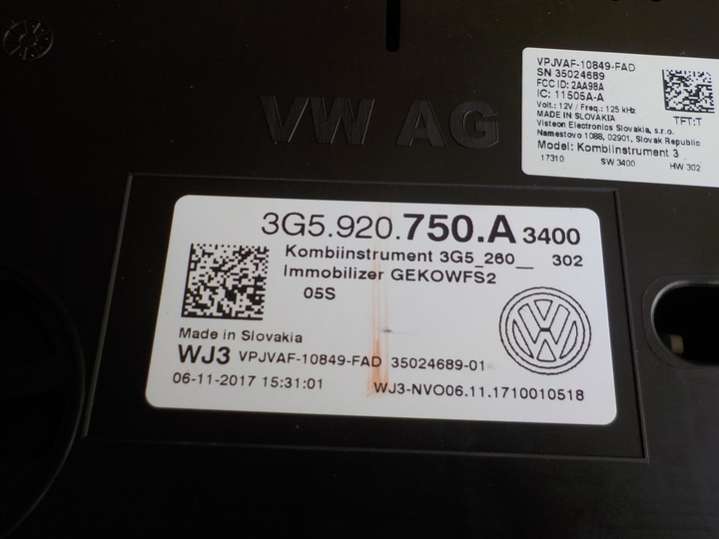 VW AG
VPJVAF-10849-FAD
SN 35024689
FCC ID: 2AA98A
IC: 11505A-A
Volt.: 12V / Freq.: 125 kHz
MADE IN SLOVAKIA
Visteon Electronics Slovakia, s.r.o.
Namestovo 1088, 02901, Slovak Republic
Model: Kombiinstrument 3
17310 SW 3400 HW 302
TFT:T
3G5.920.750.A 3400
Kombiinstrument 3G5_260__ 302
Immobilizer GEKOWFS2
05S
Made in Slovakia
WJ3 VPJVAF-10849-FAD 35024689-01
06-11-2017 15:31:01 WJ3-NVO06.11.1710010518